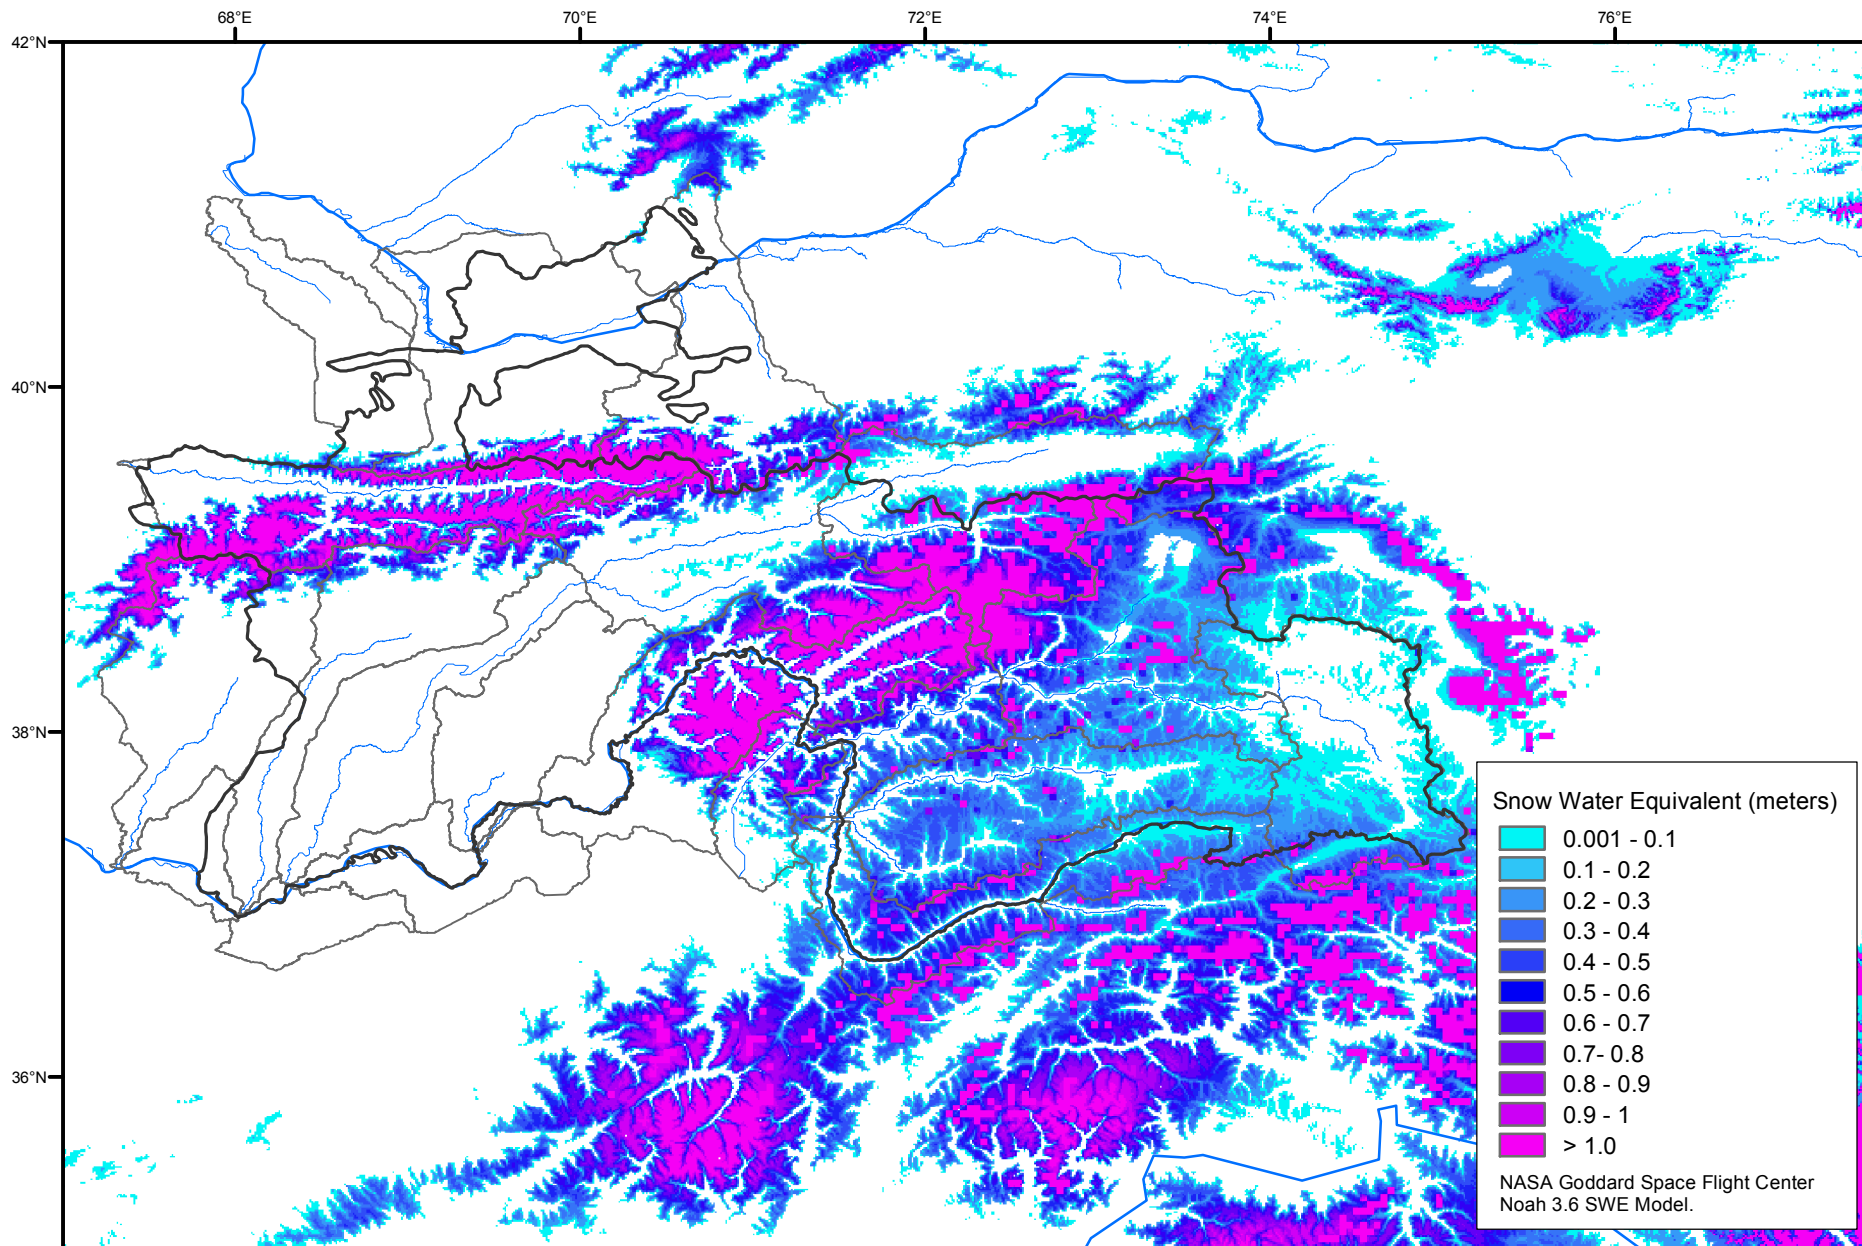 68°E 70°E 72°E 74°E 76°E
42°N
40°N
38°N
36°N
Snow Water Equivalent (meters)
0.001 - 0.1
0.1 - 0.2
0.2 - 0.3
0.3 - 0.4
0.4 - 0.5
0.5 - 0.6
0.6 - 0.7
0.7- 0.8
0.8 - 0.9
0.9 - 1
> 1.0
NASA Goddard Space Flight Center
Noah 3.6 SWE Model.